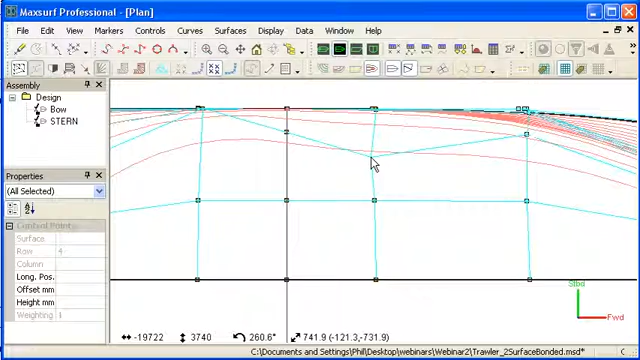 Maxsurf Professional - [Plan]
File Edit View Markers Controls Curves Surfaces Display Data Window Help
Assembly
Design
Bow
STERN
Properties
(All Selected)
Control Points
Surface
Row 4
Column
Long. Pos.
Offset mm
Height mm
Weighting 1
Stbd
Fwd
-19722 3740 260.6° 741.9 (-121.3,-731.9)
C:\Documents and Settings\Phil\Desktop\webinars\Webinar2\Trawler_2SurfaceBonded.msd*